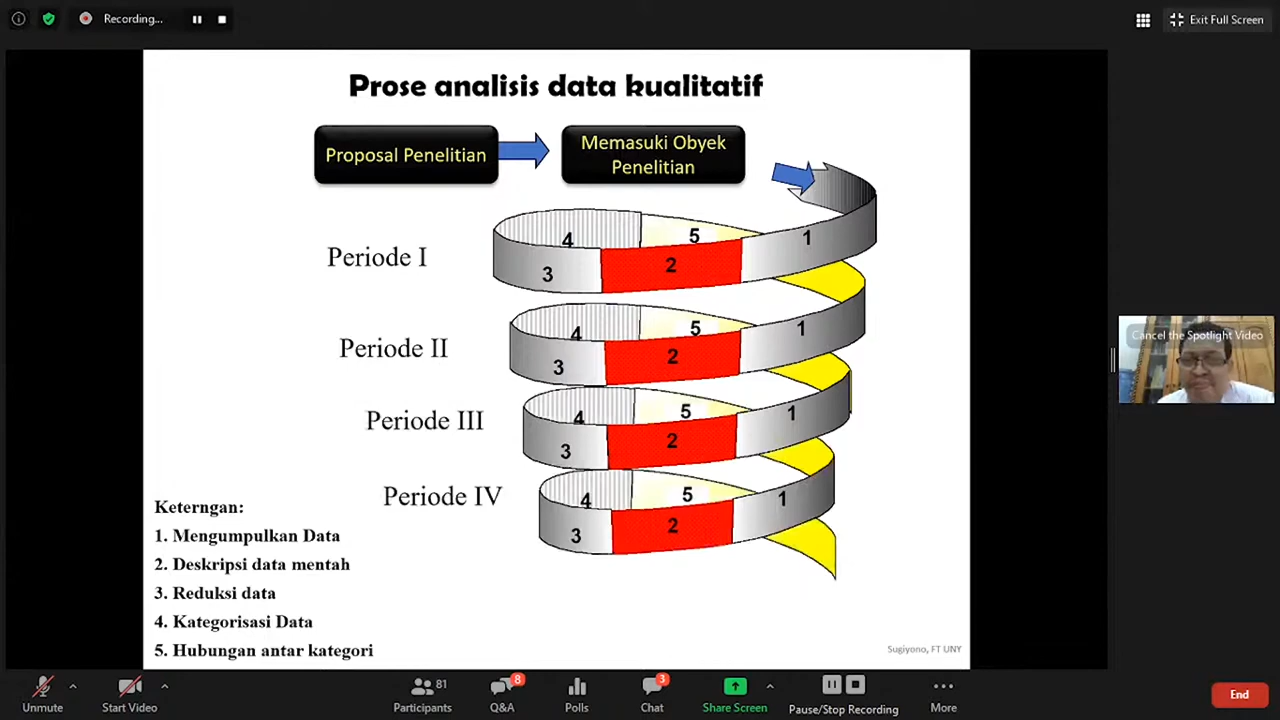 Recording...
Exit Full Screen
Prose analisis data kualitatif
Proposal Penelitian
Memasuki Obyek
Penelitian
Periode I
4
5
1
3
2
Periode II
4
5
1
3
2
Periode III
4
5
1
3
2
Periode IV
4
5
1
3
2
Keterngan:
1. Mengumpulkan Data
2. Deskripsi data mentah
3. Reduksi data
4. Kategorisasi Data
5. Hubungan antar kategori
Sugiyono, FT UNY
Cancel the Spotlight Video
Unmute
Start Video
81
Participants
8
Q&A
Polls
3
Chat
Share Screen
Pause/Stop Recording
More
End